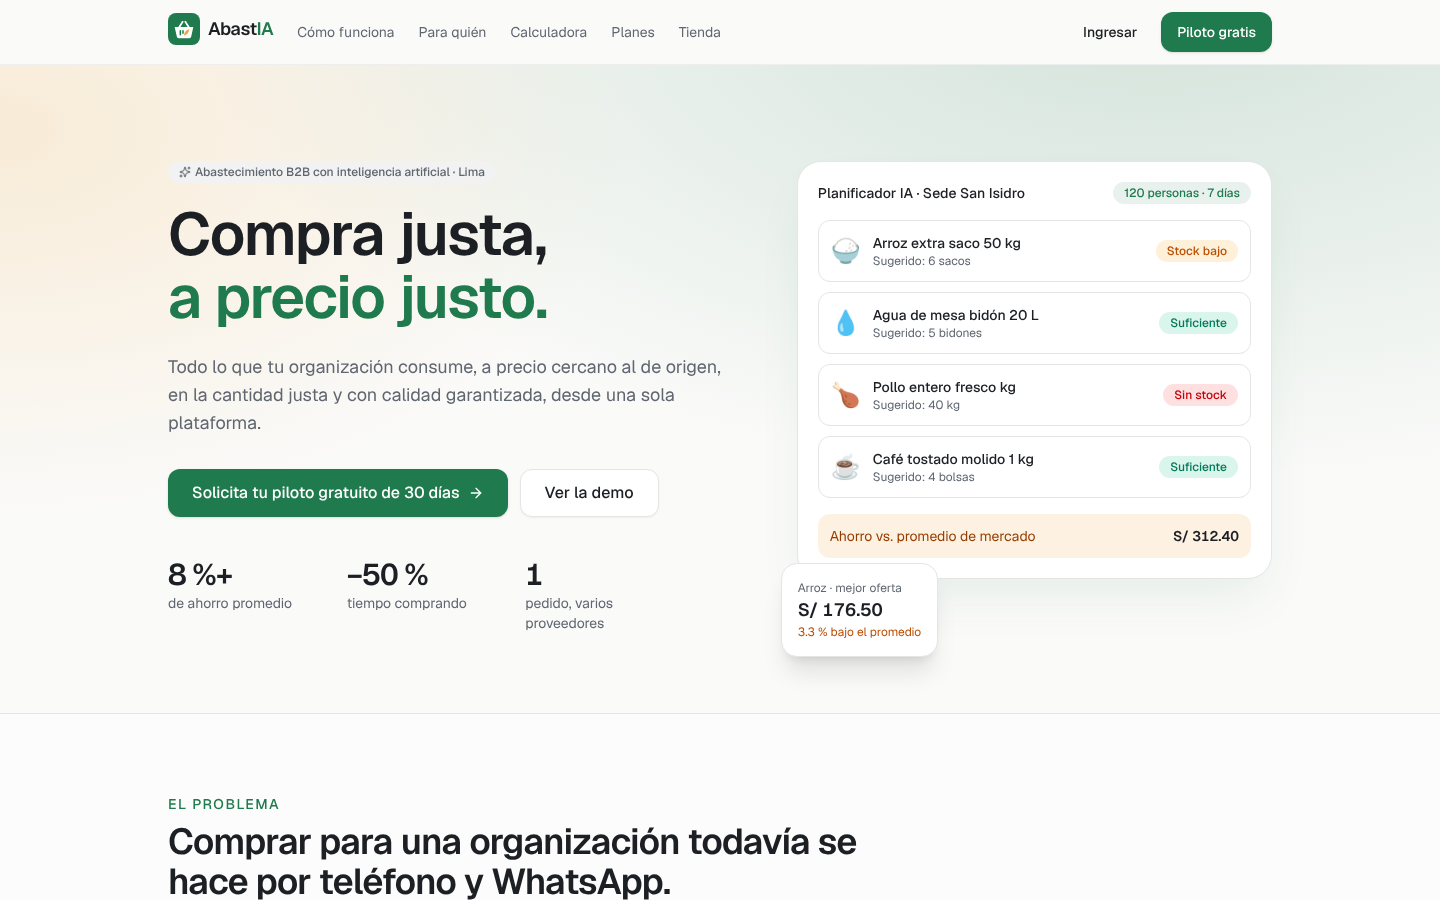 AbastIA
Cómo funciona
Para quién
Calculadora
Planes
Tienda
Ingresar
Piloto gratis
Abastecimiento B2B con inteligencia artificial · Lima
Compra justa,
a precio justo.
Todo lo que tu organización consume, a precio cercano al de origen,
en la cantidad justa y con calidad garantizada, desde una sola
plataforma.
Solicita tu piloto gratuito de 30 días →
Ver la demo
8 %+
de ahorro promedio
–50 %
tiempo comprando
1
pedido, varios
proveedores
Planificador IA · Sede San Isidro
120 personas · 7 días
Arroz extra saco 50 kg
Sugerido: 6 sacos
Stock bajo
Agua de mesa bidón 20 L
Sugerido: 5 bidones
Suficiente
Pollo entero fresco kg
Sugerido: 40 kg
Sin stock
Café tostado molido 1 kg
Sugerido: 4 bolsas
Suficiente
Ahorro vs. promedio de mercado
S/ 312.40
Arroz · mejor oferta
S/ 176.50
3.3 % bajo el promedio
EL PROBLEMA
Comprar para una organización todavía se
hace por teléfono y WhatsApp.